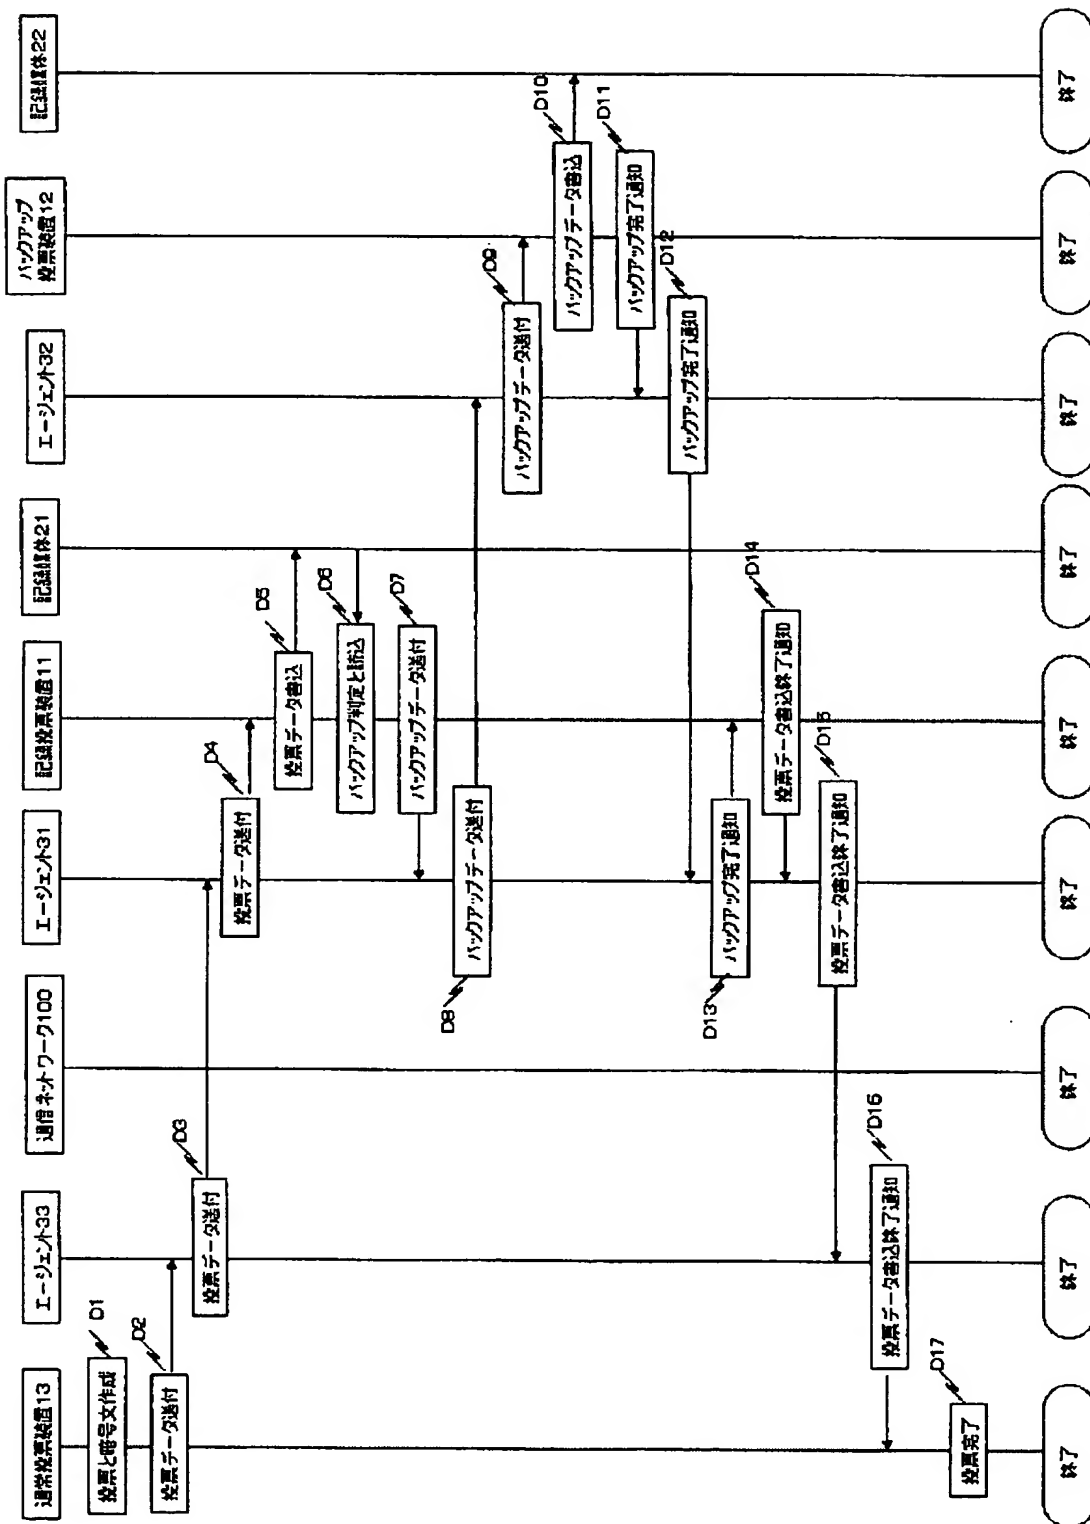 通常投票装置13
エージェント33
通信ネットワーク100
エージェント31
記録投票装置11
記録媒体21
エージェント32
バックアップ
投票装置12
記録媒体22
投票と暗号文作成
D1
投票データ送付
D2
投票データ送付
D3
投票データ送付
D4
投票データ書込
D5
バックアップ判定と読込
D6
バックアップデータ送付
D7
バックアップデータ送付
D8
バックアップデータ送付
D9
バックアップデータ書込
D10
バックアップ完了通知
D11
バックアップ完了通知
D12
バックアップ完了通知
D13
投票データ書込終了通知
D14
投票データ書込終了通知
D15
投票データ書込終了通知
D16
投票完了
D17
終了
終了
終了
終了
終了
終了
終了
終了
終了